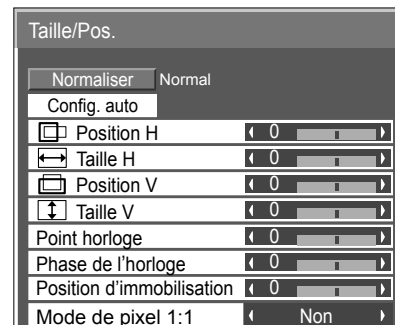 Taille/Pos.
Normaliser Normal
Config. auto
Position H 0
Taille H 0
Position V 0
Taille V 0
Point horloge 0
Phase de l'horloge 0
Position d'immobilisation 0
Mode de pixel 1:1 Non